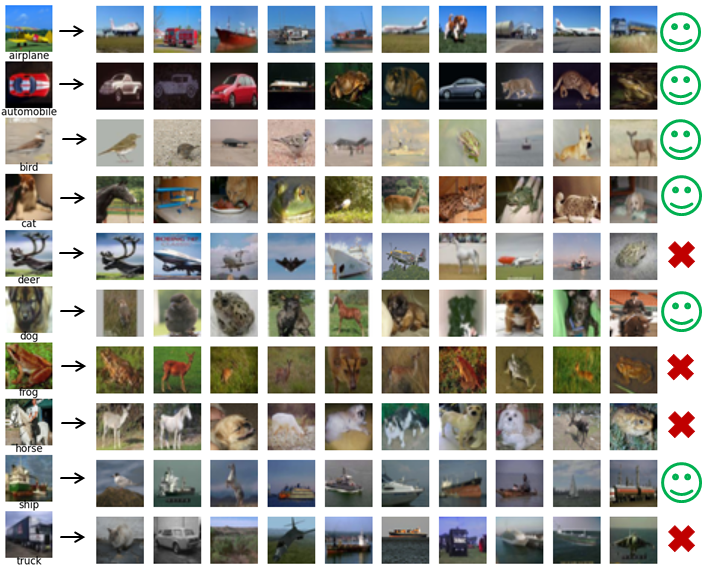 airplane
automobile
bird
cat
deer
dog
frog
horse
ship
truck